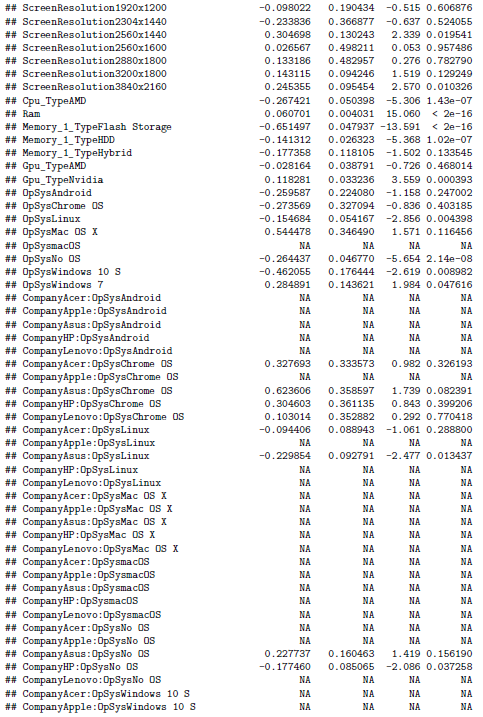 ## ScreenResolution1920x1200 -0.098022 0.190434 -0.515 0.606876
## ScreenResolution2304x1440 -0.233836 0.366877 -0.637 0.524055
## ScreenResolution2560x1440 0.304698 0.130243 2.339 0.019541
## ScreenResolution2560x1600 0.026567 0.498211 0.053 0.957486
## ScreenResolution2880x1800 0.133186 0.482957 0.276 0.782790
## ScreenResolution3200x1800 0.143115 0.094246 1.519 0.129249
## ScreenResolution3840x2160 0.245355 0.095454 2.570 0.010326
## Cpu_TypeAMD -0.267421 0.050398 -5.306 1.43e-07
## Ram 0.060701 0.004031 15.060 < 2e-16
## Memory_1_TypeFlash Storage -0.651497 0.047937 -13.591 < 2e-16
## Memory_1_TypeHDD -0.141312 0.026323 -5.368 1.02e-07
## Memory_1_TypeHybrid -0.177358 0.118105 -1.502 0.133545
## Gpu_TypeAMD -0.028164 0.038791 -0.726 0.468014
## Gpu_TypeNvidia 0.118281 0.033236 3.559 0.000393
## OpSysAndroid -0.259587 0.224080 -1.158 0.247002
## OpSysChrome OS -0.273569 0.327094 -0.836 0.403185
## OpSysLinux -0.154684 0.054167 -2.856 0.004398
## OpSysMac OS X 0.544478 0.346490 1.571 0.116456
## OpSysmacOS NA NA NA NA
## OpSysNo OS -0.264437 0.046770 -5.654 2.14e-08
## OpSysWindows 10 S -0.462055 0.176444 -2.619 0.008982
## OpSysWindows 7 0.284891 0.143621 1.984 0.047616
## CompanyAcer:OpSysAndroid NA NA NA NA
## CompanyApple:OpSysAndroid NA NA NA NA
## CompanyAsus:OpSysAndroid NA NA NA NA
## CompanyHP:OpSysAndroid NA NA NA NA
## CompanyLenovo:OpSysAndroid NA NA NA NA
## CompanyAcer:OpSysChrome OS 0.327693 0.333573 0.982 0.326193
## CompanyApple:OpSysChrome OS NA NA NA NA
## CompanyAsus:OpSysChrome OS 0.623606 0.358597 1.739 0.082391
## CompanyHP:OpSysChrome OS 0.304603 0.361135 0.843 0.399206
## CompanyLenovo:OpSysChrome OS 0.103014 0.352882 0.292 0.770418
## CompanyAcer:OpSysLinux -0.094406 0.088943 -1.061 0.288800
## CompanyApple:OpSysLinux NA NA NA NA
## CompanyAsus:OpSysLinux -0.229854 0.092791 -2.477 0.013437
## CompanyHP:OpSysLinux NA NA NA NA
## CompanyLenovo:OpSysLinux NA NA NA NA
## CompanyAcer:OpSysMac OS X NA NA NA NA
## CompanyApple:OpSysMac OS X NA NA NA NA
## CompanyAsus:OpSysMac OS X NA NA NA NA
## CompanyHP:OpSysMac OS X NA NA NA NA
## CompanyLenovo:OpSysMac OS X NA NA NA NA
## CompanyAcer:OpSysmacOS NA NA NA NA
## CompanyApple:OpSysmacOS NA NA NA NA
## CompanyAsus:OpSysmacOS NA NA NA NA
## CompanyHP:OpSysmacOS NA NA NA NA
## CompanyLenovo:OpSysmacOS NA NA NA NA
## CompanyAcer:OpSysNo OS NA NA NA NA
## CompanyApple:OpSysNo OS NA NA NA NA
## CompanyAsus:OpSysNo OS 0.227737 0.160463 1.419 0.156190
## CompanyHP:OpSysNo OS -0.177460 0.085065 -2.086 0.037258
## CompanyLenovo:OpSysNo OS NA NA NA NA
## CompanyAcer:OpSysWindows 10 S NA NA NA NA
## CompanyApple:OpSysWindows 10 S NA NA NA NA